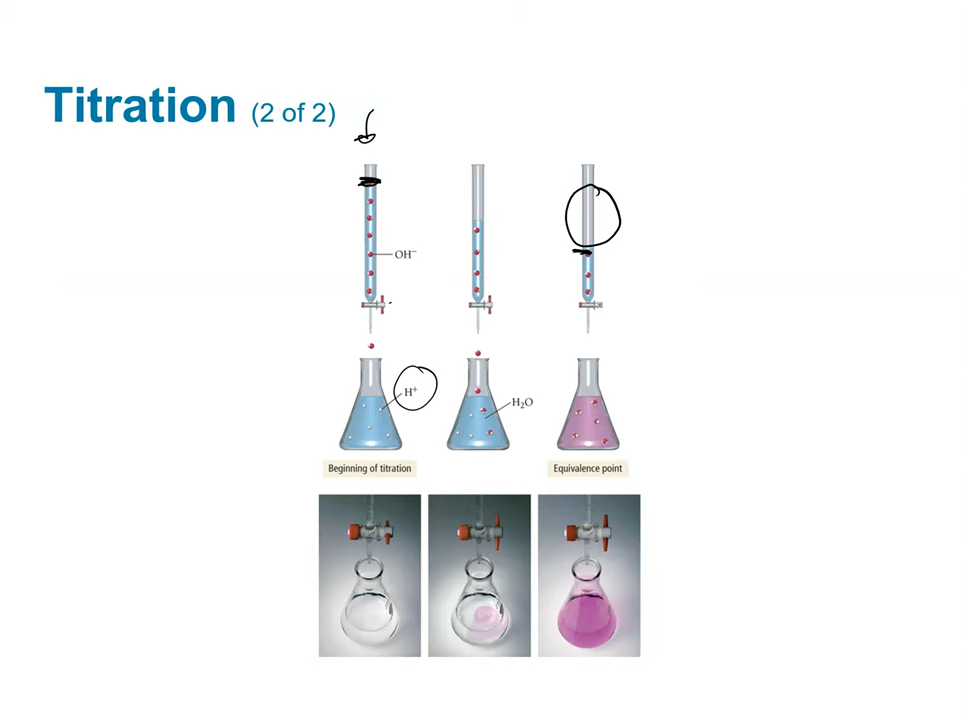 Titration (2 of 2)
OH⁻
H⁺
H₂O
Beginning of titration
Equivalence point